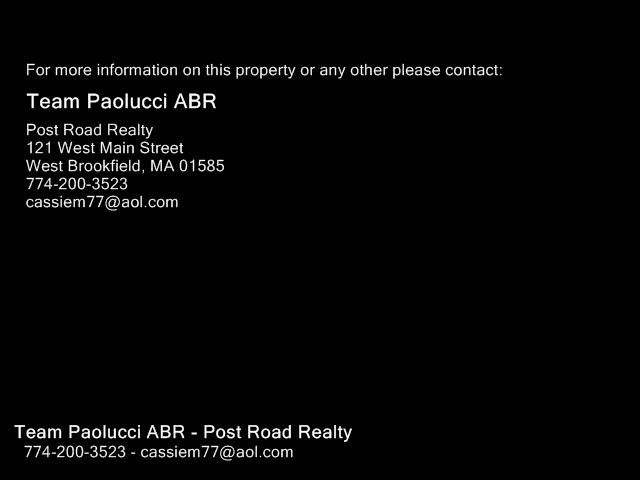 For more information on this property or any other please contact:
Team Paolucci ABR
Post Road Realty
121 West Main Street
West Brookfield, MA 01585
774-200-3523
cassiem77@aol.com
Team Paolucci ABR - Post Road Realty
774-200-3523 - cassiem77@aol.com